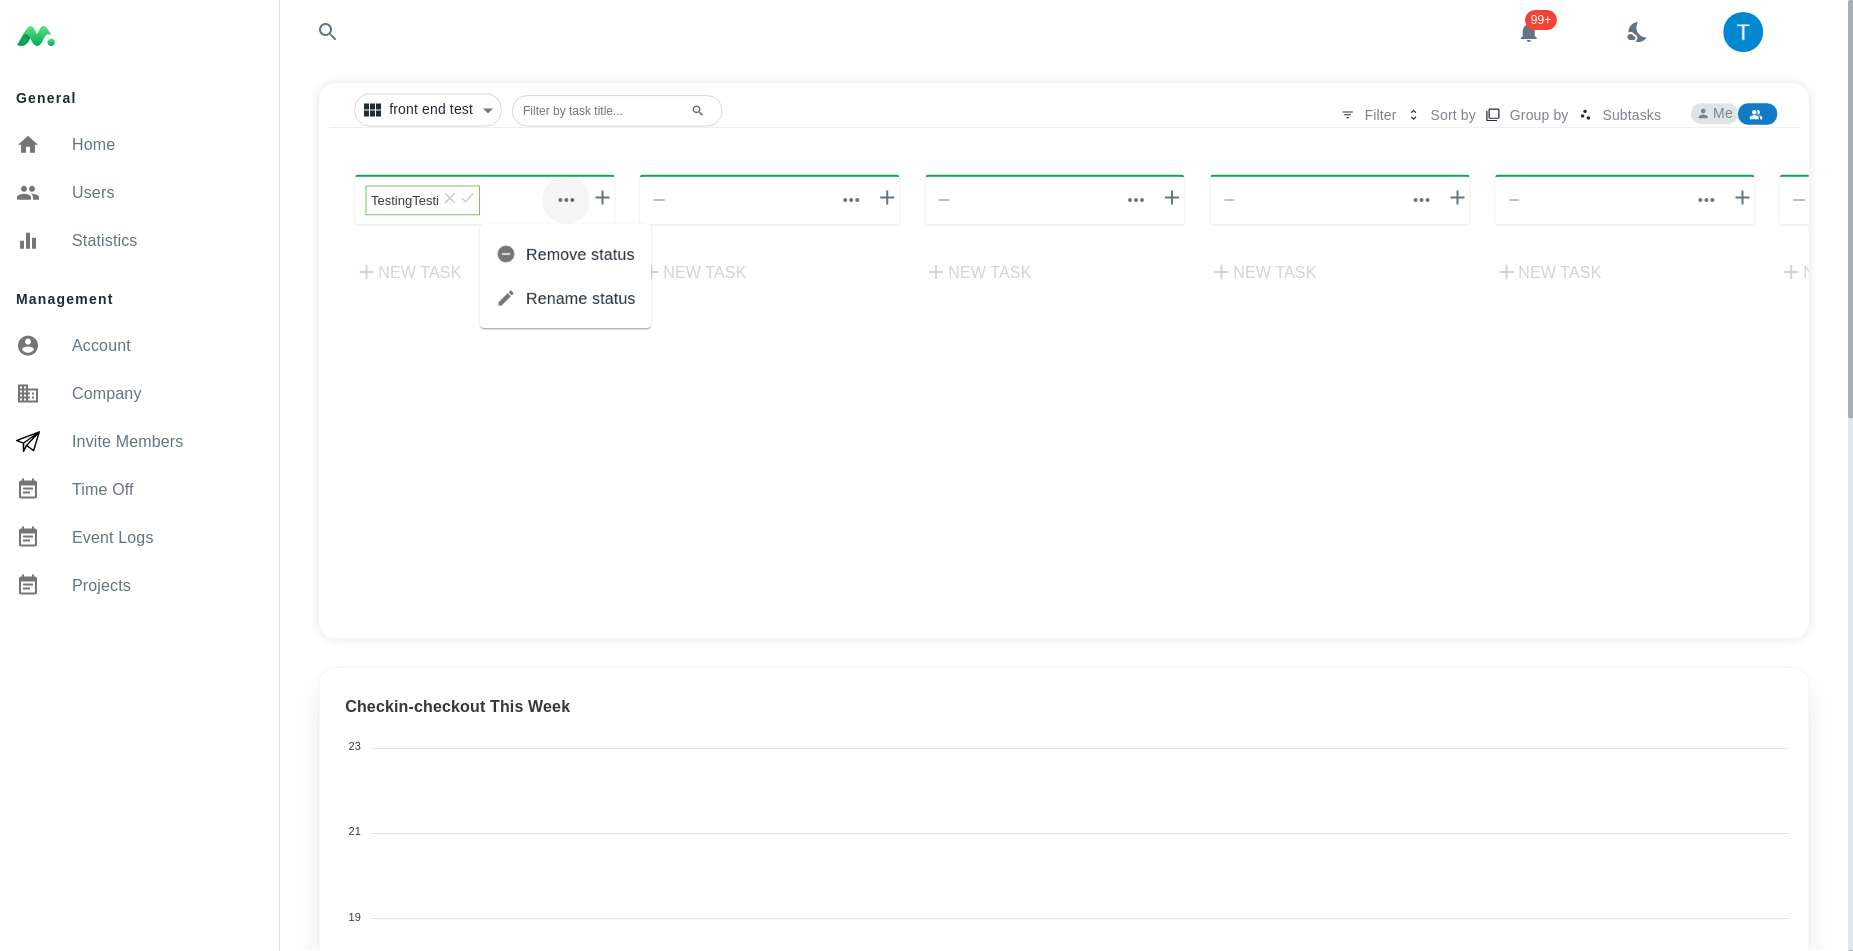 99+
T
General
Home
Users
Statistics
Management
Account
Company
Invite Members
Time Off
Event Logs
Projects
front end test
Filter by task title...
Filter
Sort by
Group by
Subtasks
Me
TestingTesti
Remove status
Rename status
NEW TASK
NEW TASK
NEW TASK
NEW TASK
NEW TASK
Checkin-checkout This Week
23
21
19